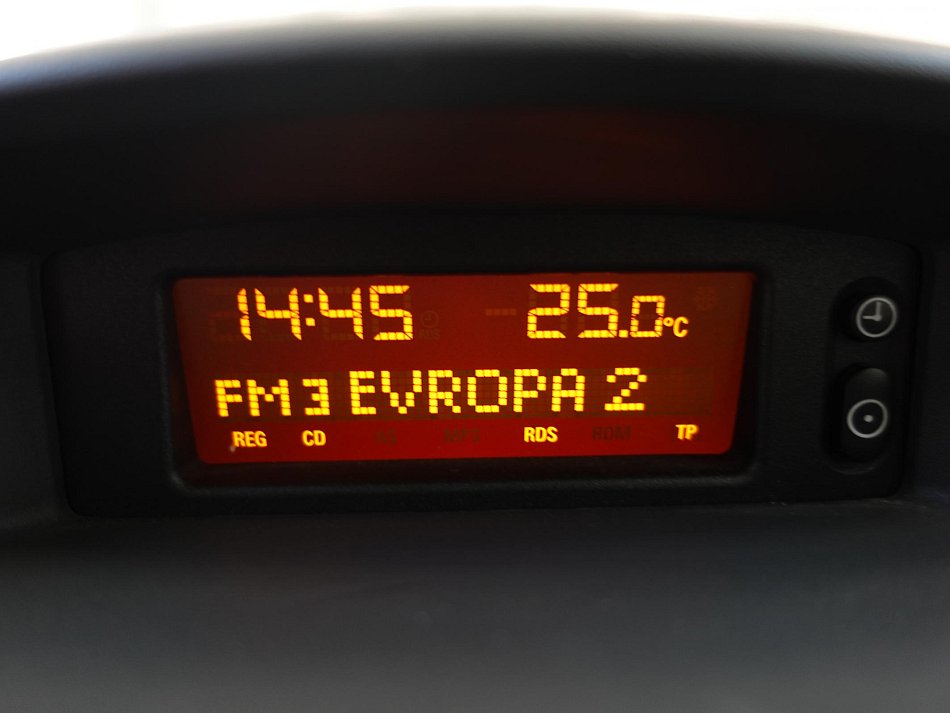 14:45 25.0°C
FM3 EVROPA 2
REG CD RDS TP